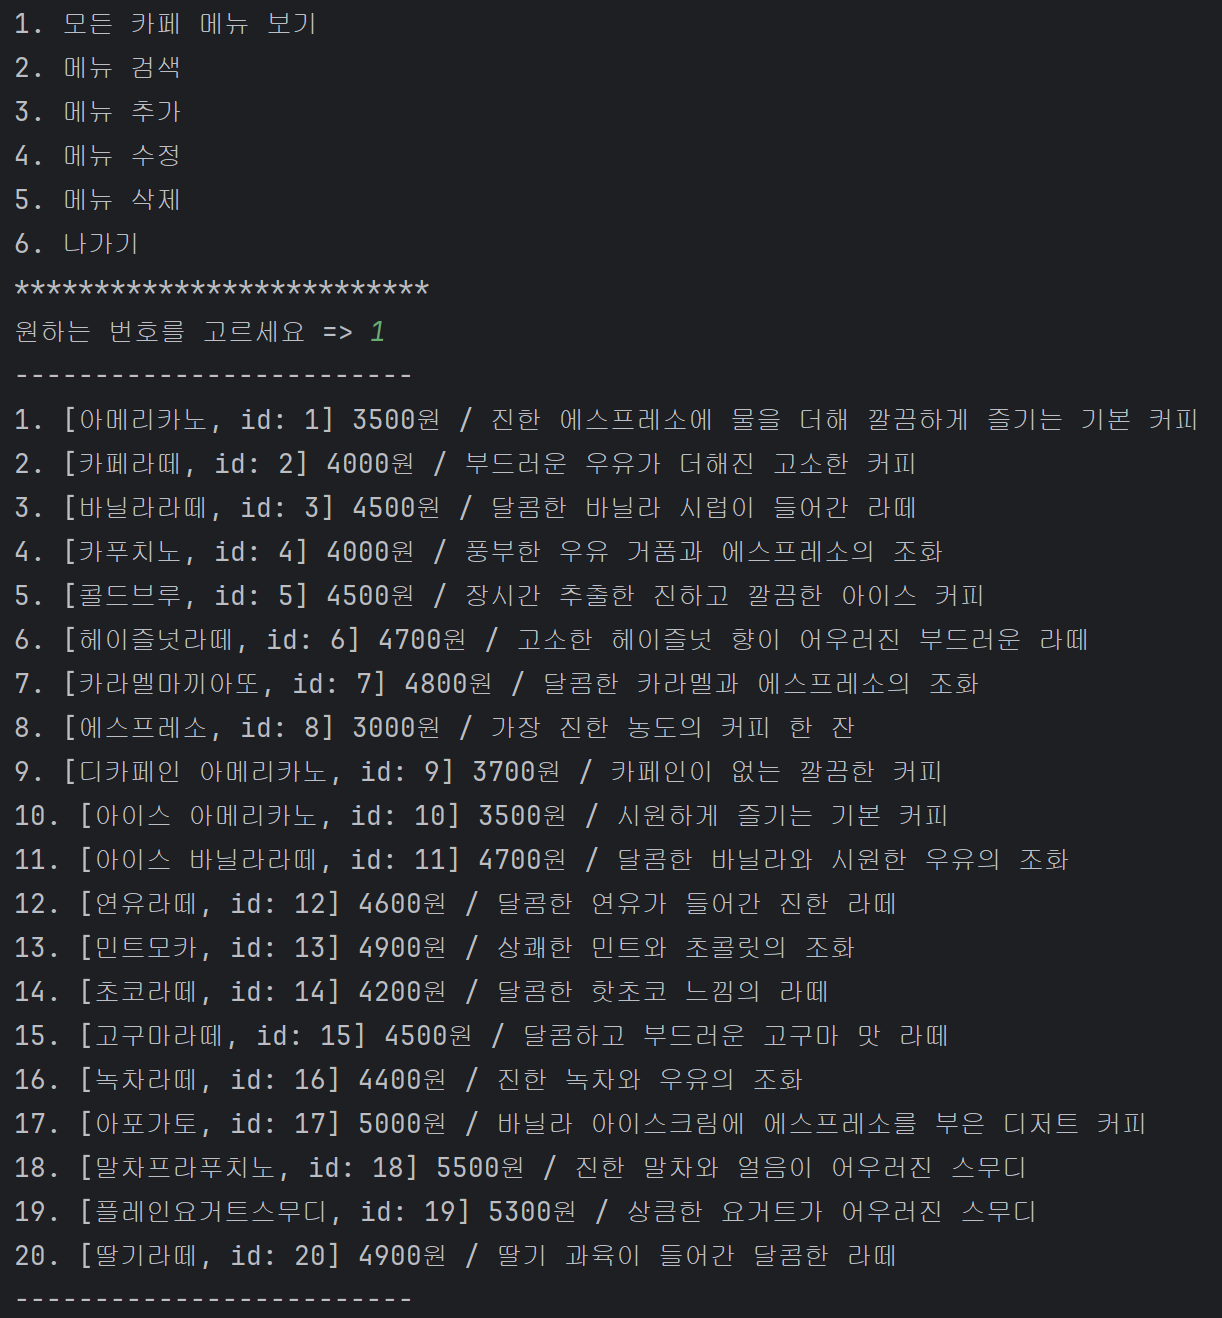 1. 모든 카페 메뉴 보기
2. 메뉴 검색
3. 메뉴 추가
4. 메뉴 수정
5. 메뉴 삭제
6. 나가기
**************************
원하는 번호를 고르세요 => 1
-------------------------
1. [아메리카노, id: 1] 3500원 / 진한 에스프레소에 물을 더해 깔끔하게 즐기는 기본 커피
2. [카페라떼, id: 2] 4000원 / 부드러운 우유가 더해진 고소한 커피
3. [바닐라라떼, id: 3] 4500원 / 달콤한 바닐라 시럽이 들어간 라떼
4. [카푸치노, id: 4] 4000원 / 풍부한 우유 거품과 에스프레소의 조화
5. [콜드브루, id: 5] 4500원 / 장시간 추출한 진하고 깔끔한 아이스 커피
6. [헤이즐넛라떼, id: 6] 4700원 / 고소한 헤이즐넛 향이 어우러진 부드러운 라떼
7. [카라멜마끼아또, id: 7] 4800원 / 달콤한 카라멜과 에스프레소의 조화
8. [에스프레소, id: 8] 3000원 / 가장 진한 농도의 커피 한 잔
9. [디카페인 아메리카노, id: 9] 3700원 / 카페인이 없는 깔끔한 커피
10. [아이스 아메리카노, id: 10] 3500원 / 시원하게 즐기는 기본 커피
11. [아이스 바닐라라떼, id: 11] 4700원 / 달콤한 바닐라와 시원한 우유의 조화
12. [연유라떼, id: 12] 4600원 / 달콤한 연유가 들어간 진한 라떼
13. [민트모카, id: 13] 4900원 / 상쾌한 민트와 초콜릿의 조화
14. [초코라떼, id: 14] 4200원 / 달콤한 핫초코 느낌의 라떼
15. [고구마라떼, id: 15] 4500원 / 달콤하고 부드러운 고구마 맛 라떼
16. [녹차라떼, id: 16] 4400원 / 진한 녹차와 우유의 조화
17. [아포가토, id: 17] 5000원 / 바닐라 아이스크림에 에스프레소를 부은 디저트 커피
18. [말차프라푸치노, id: 18] 5500원 / 진한 말차와 얼음이 어우러진 스무디
19. [플레인요거트스무디, id: 19] 5300원 / 상큼한 요거트가 어우러진 스무디
20. [딸기라떼, id: 20] 4900원 / 딸기 과육이 들어간 달콤한 라떼
-------------------------